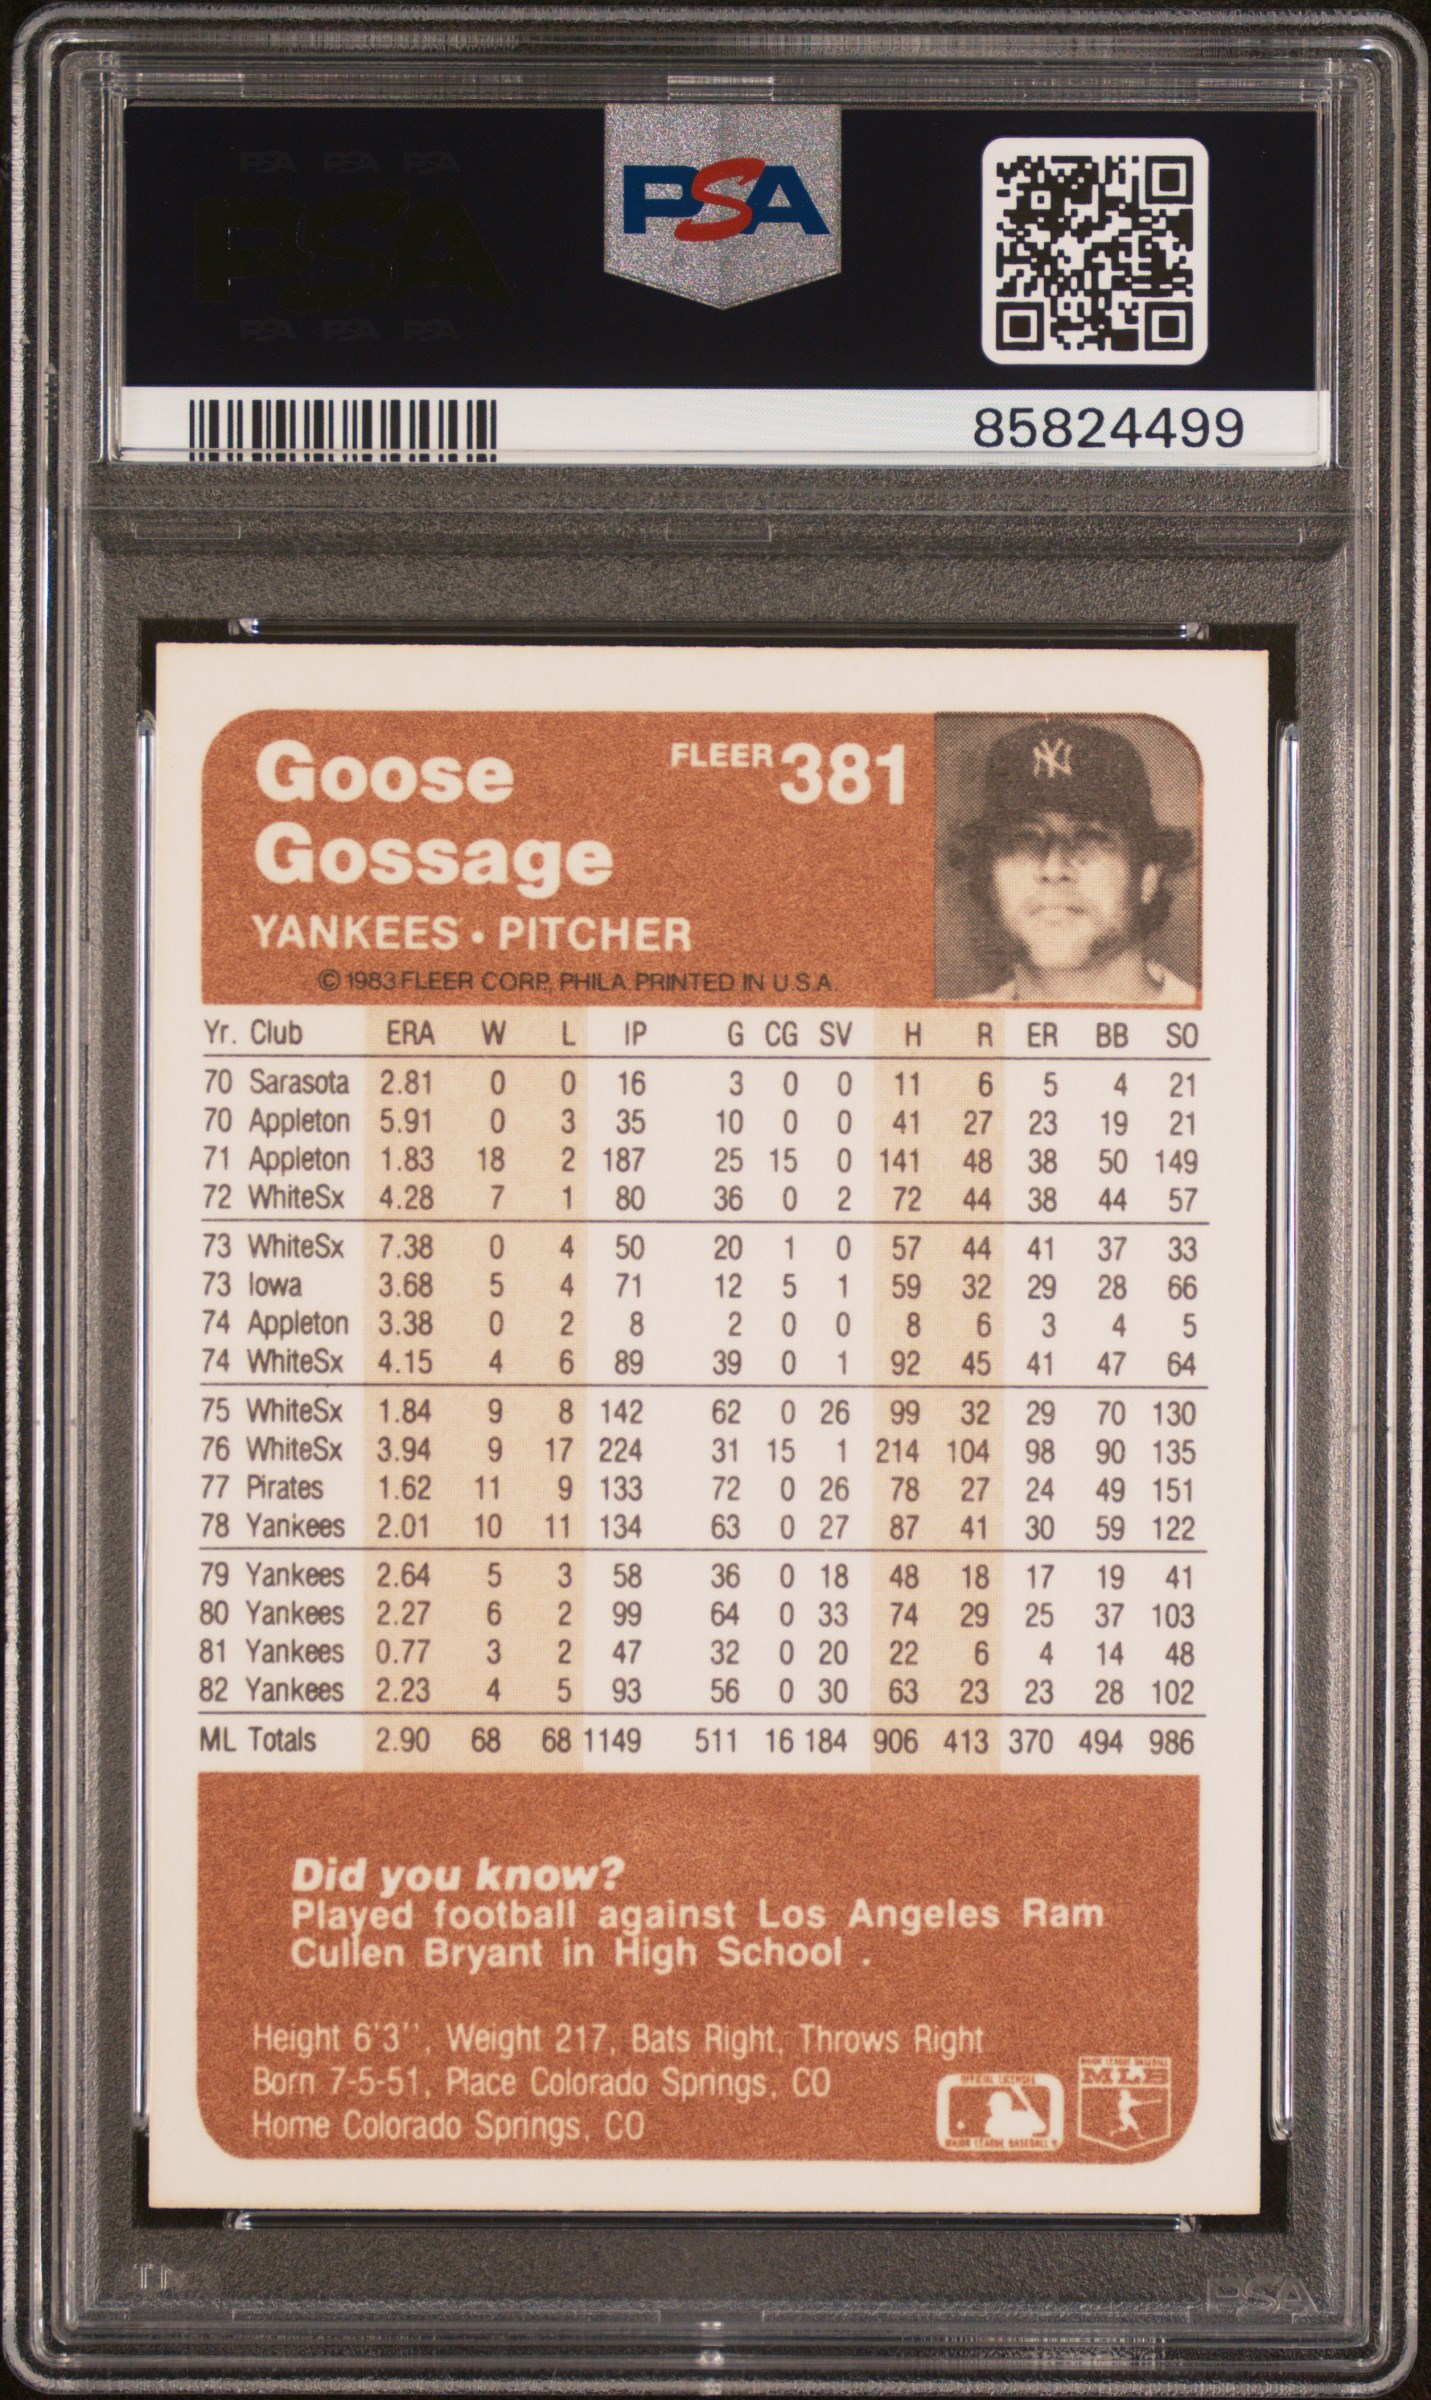 PSA PSA PSA
PSA
PSA PSA PSA
PSA
85824499
Goose
Gossage
FLEER 381
YANKEES • PITCHER
© 1983 FLEER CORP., PHILA. PRINTED IN U.S.A.
Yr. Club ERA W L IP G CG SV H R ER BB SO
70 Sarasota 2.81 0 0 16 3 0 0 11 6 5 4 21
70 Appleton 5.91 0 3 35 10 0 0 41 27 23 19 21
71 Appleton 1.83 18 2 187 25 15 0 141 48 38 50 149
72 WhiteSx 4.28 7 1 80 36 0 2 72 44 38 44 57
73 WhiteSx 7.38 0 4 50 20 1 0 57 44 41 37 33
73 Iowa 3.68 5 4 71 12 5 1 59 32 29 28 66
74 Appleton 3.38 0 2 8 2 0 0 8 6 3 4 5
74 WhiteSx 4.15 4 6 89 39 0 1 92 45 41 47 64
75 WhiteSx 1.84 9 8 142 62 0 26 99 32 29 70 130
76 WhiteSx 3.94 9 17 224 31 15 1 214 104 98 90 135
77 Pirates 1.62 11 9 133 72 0 26 78 27 24 49 151
78 Yankees 2.01 10 11 134 63 0 27 87 41 30 59 122
79 Yankees 2.64 5 3 58 36 0 18 48 18 17 19 41
80 Yankees 2.27 6 2 99 64 0 33 74 29 25 37 103
81 Yankees 0.77 3 2 47 32 0 20 22 6 4 14 48
82 Yankees 2.23 4 5 93 56 0 30 63 23 23 28 102
ML Totals 2.90 68 68 1149 511 16 184 906 413 370 494 986
Did you know?
Played football against Los Angeles Ram
Cullen Bryant in High School .
Height 6'3'', Weight 217, Bats Right, Throws Right
Born 7-5-51, Place Colorado Springs, CO
Home Colorado Springs, CO
OFFICIAL LICENSEE
MAJOR LEAGUE BASEBALL
MAJOR LEAGUE BASEBALL
MLB
PSA